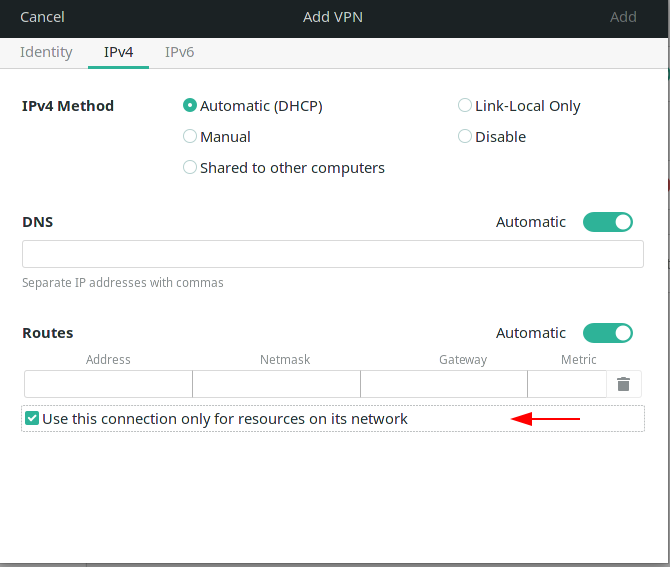 Cancel Add VPN Add
Identity IPv4 IPv6
IPv4 Method Automatic (DHCP) Link-Local Only
Manual Disable
Shared to other computers
DNS Automatic
Separate IP addresses with commas
Routes Automatic
Address Netmask Gateway Metric
Use this connection only for resources on its network